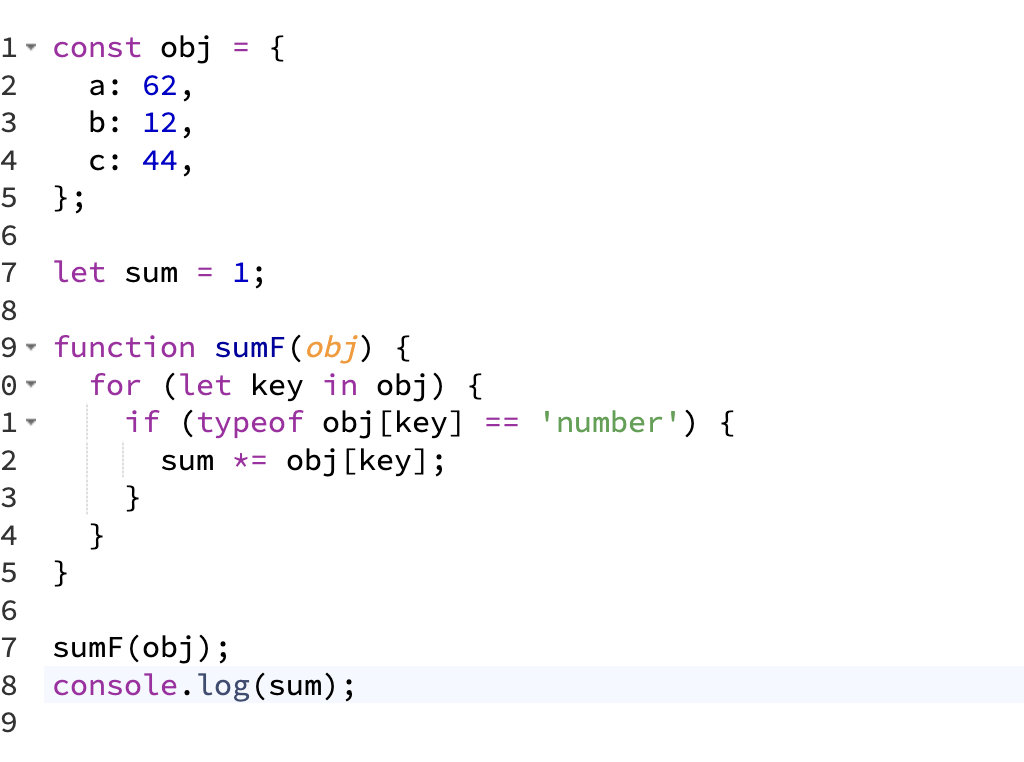 1 const obj = {
2   a: 62,
3   b: 12,
4   c: 44,
5 };
6
7 let sum = 1;
8
9 function sumF(obj) {
0   for (let key in obj) {
1     if (typeof obj[key] == 'number') {
2       sum *= obj[key];
3     }
4   }
5 }
6
7 sumF(obj);
8 console.log(sum);
9